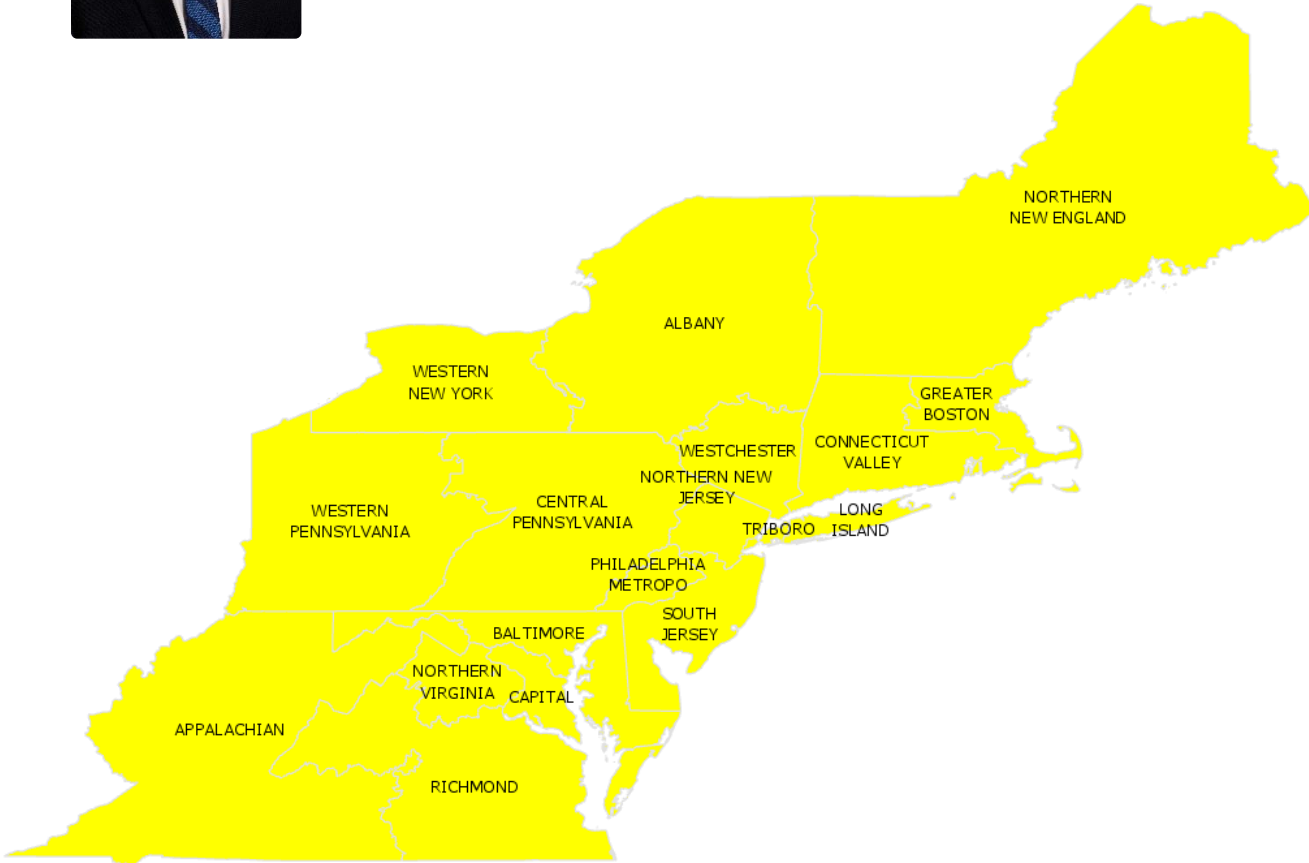 NORTHERN
NEW ENGLAND
ALBANY
WESTERN
NEW YORK
GREATER
BOSTON
WESTCHESTER
CONNECTICUT
VALLEY
NORTHERN NEW
JERSEY
WESTERN
PENNSYLVANIA
CENTRAL
PENNSYLVANIA
TRIBORO
LONG
ISLAND
PHILADELPHIA
METROPO
SOUTH
JERSEY
BALTIMORE
NORTHERN
VIRGINIA
CAPITAL
APPALACHIAN
RICHMOND